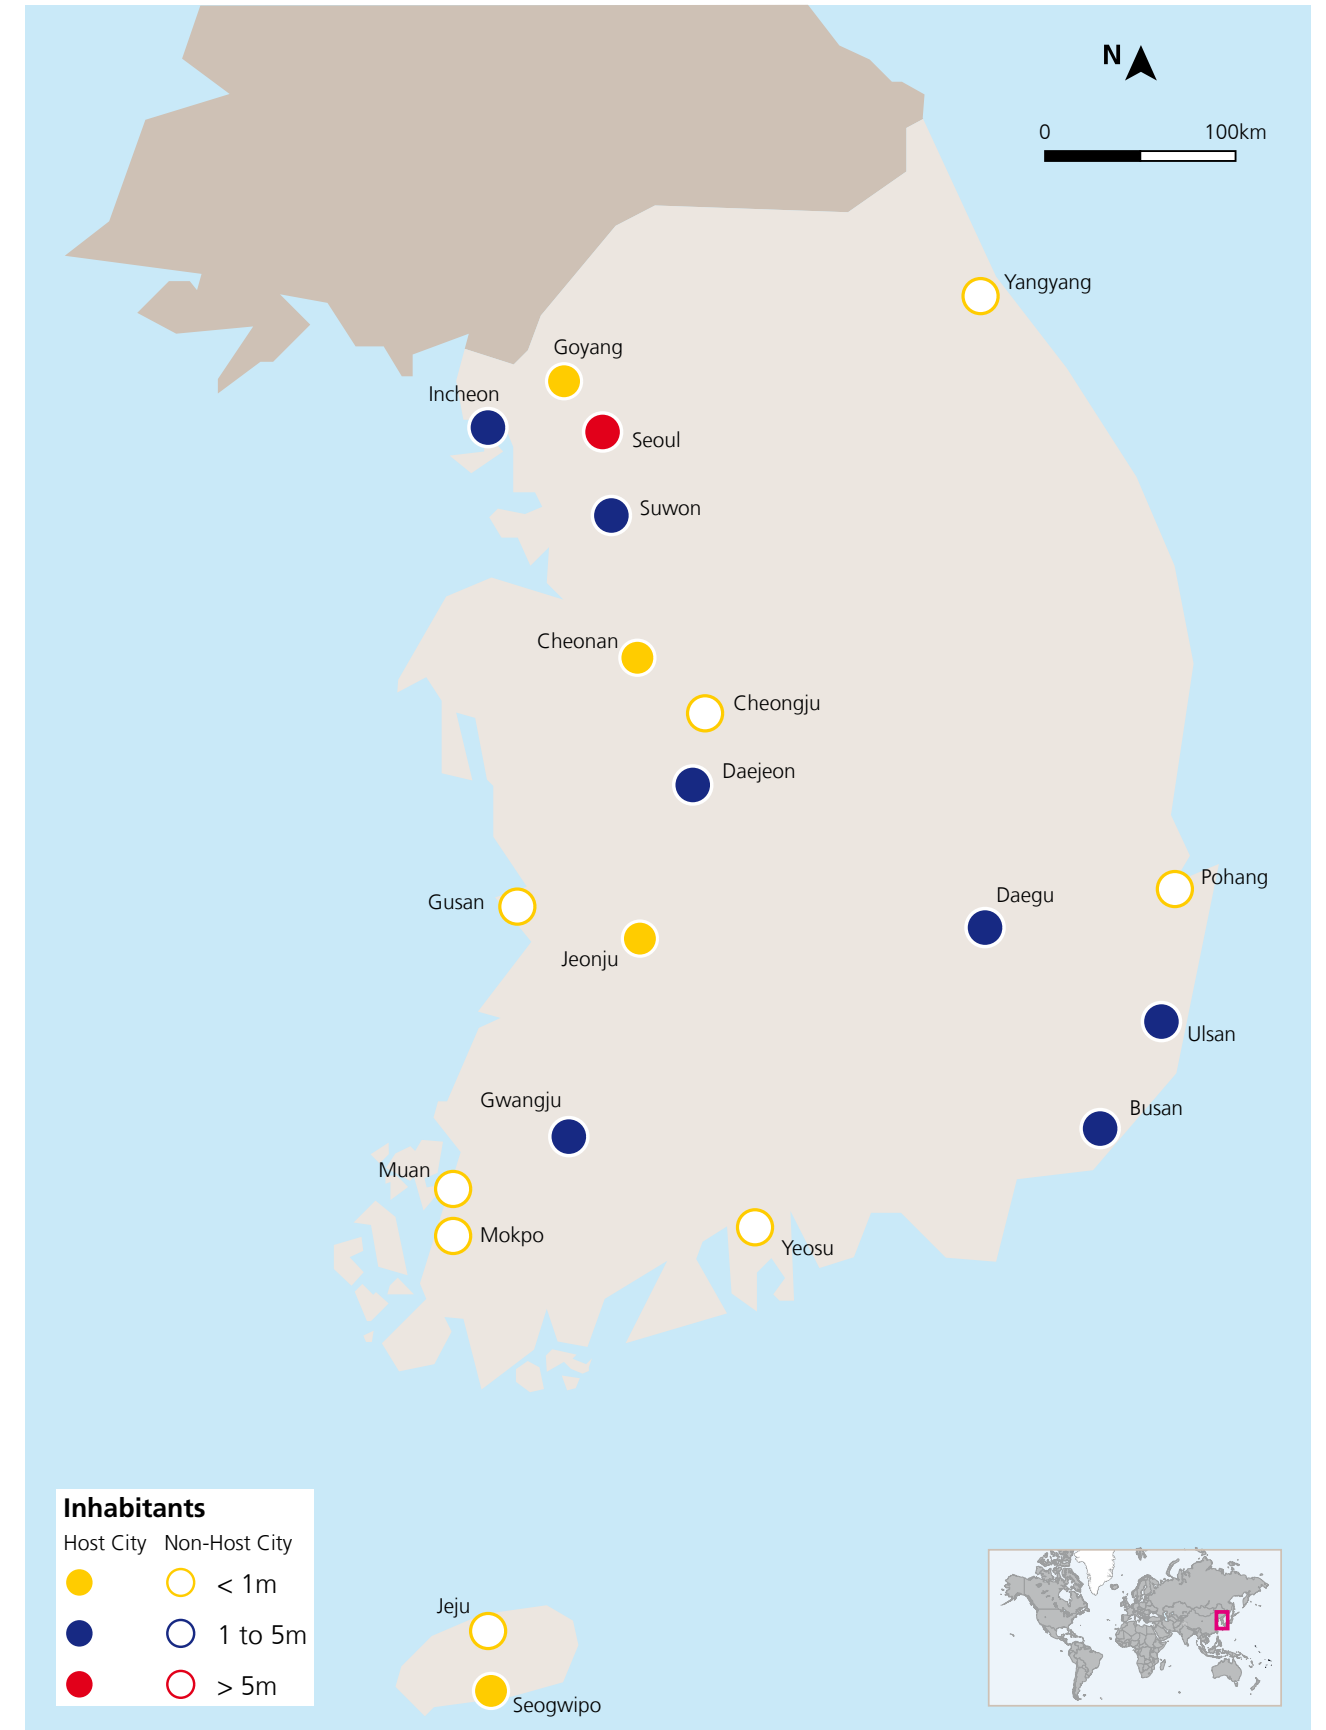 N
0 100km
Yangyang
Goyang
Incheon
Seoul
Suwon
Cheonan
Cheongju
Daejeon
Pohang
Daegu
Gusan
Jeonju
Ulsan
Gwangju
Busan
Muan
Mokpo
Yeosu
Inhabitants
Host City Non-Host City
< 1m
1 to 5m
> 5m
Jeju
Seogwipo